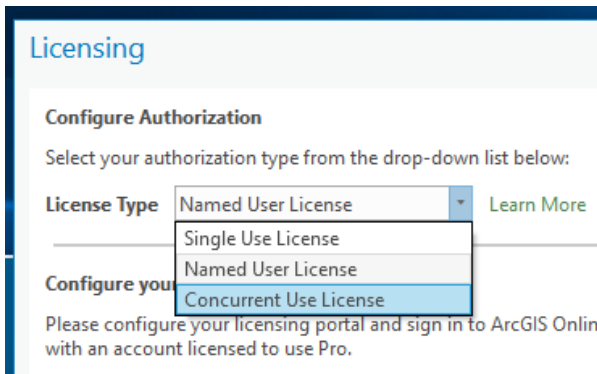 Licensing
Configure Authorization
Select your authorization type from the drop-down list below:
License Type Named User License Learn More
Single Use License
Named User License
Configure you
Concurrent Use License
Please configure your licensing portal and sign in to ArcGIS Onlin
with an account licensed to use Pro.